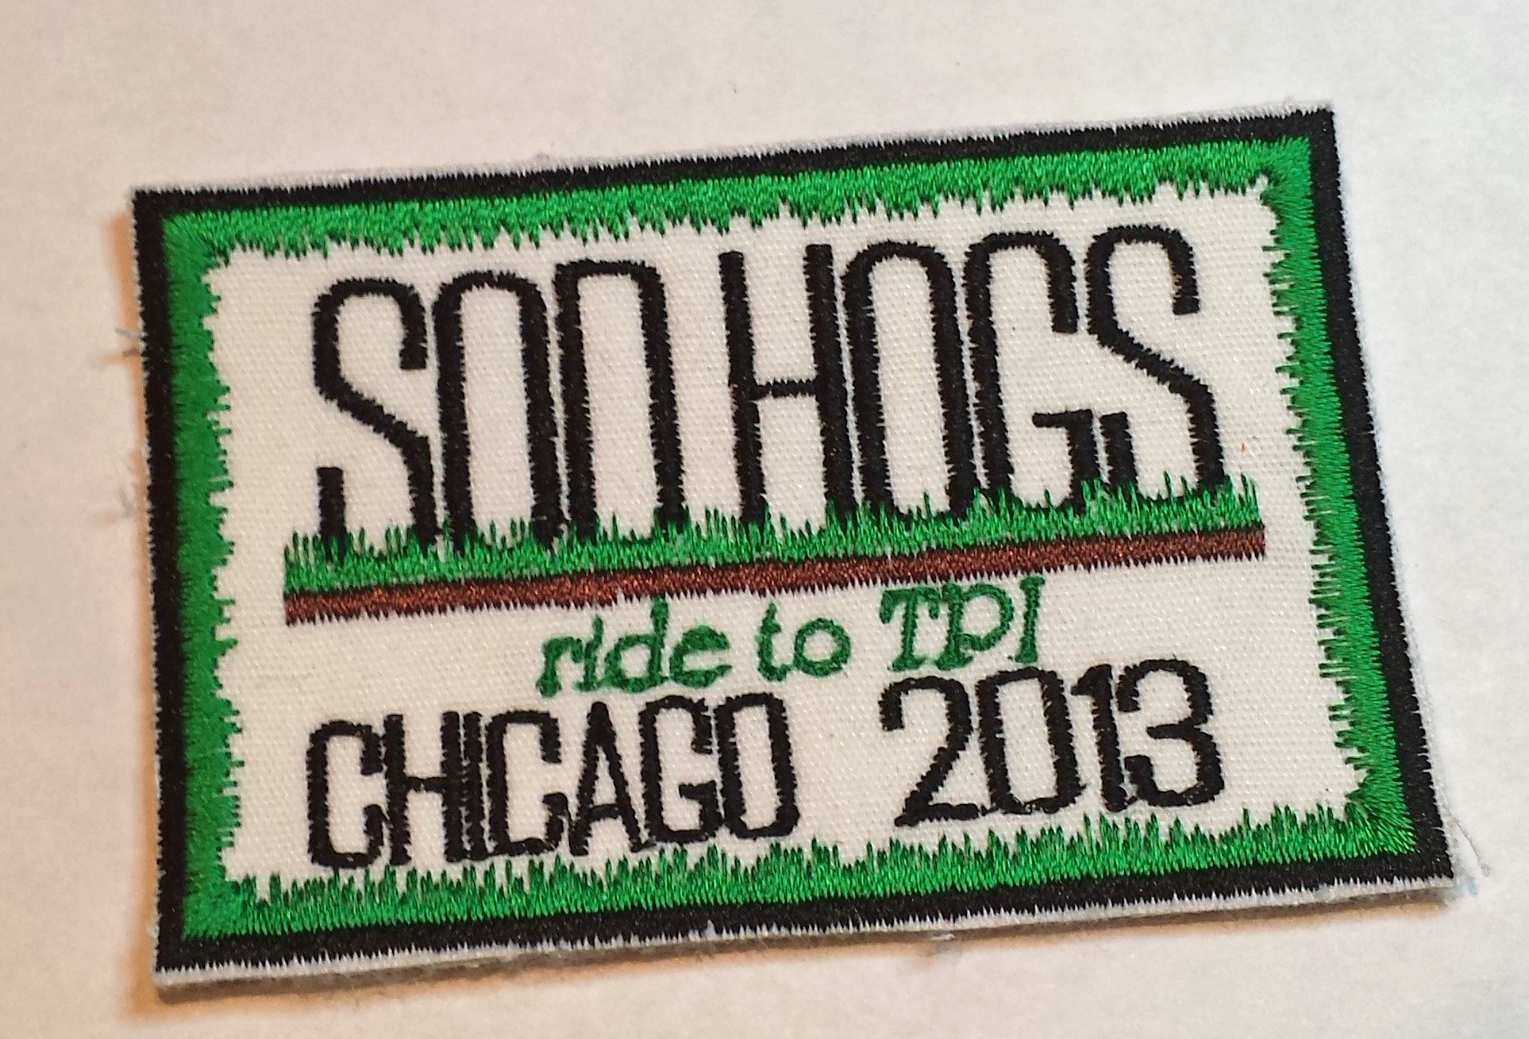 SOD HOGS
ride to TPI
CHICAGO 2013